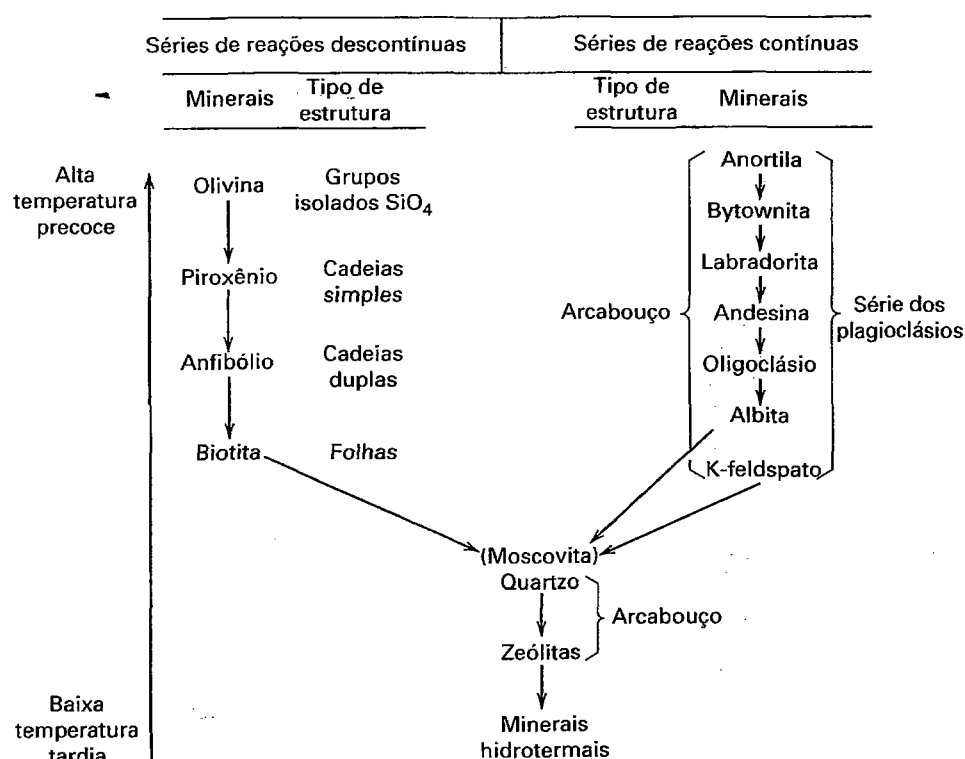 Séries de reações descontínuas
Séries de reações contínuas
Minerais
Tipo de
estrutura
Tipo de
estrutura
Minerais
Alta
temperatura
precoce
Olivina
Grupos
isolados SiO₄
Piroxênio
Cadeias
simples
Anfibólio
Cadeias
duplas
Biotita
Folhas
Arcabouço
Anortila
Bytownita
Labradorita
Andesina
Oligoclásio
Albita
K-feldspato
Série dos
plagioclásios
(Moscovita)
Quartzo
Zeólitas
Arcabouço
Minerais
hidrotermais
Baixa
temperatura
tardia